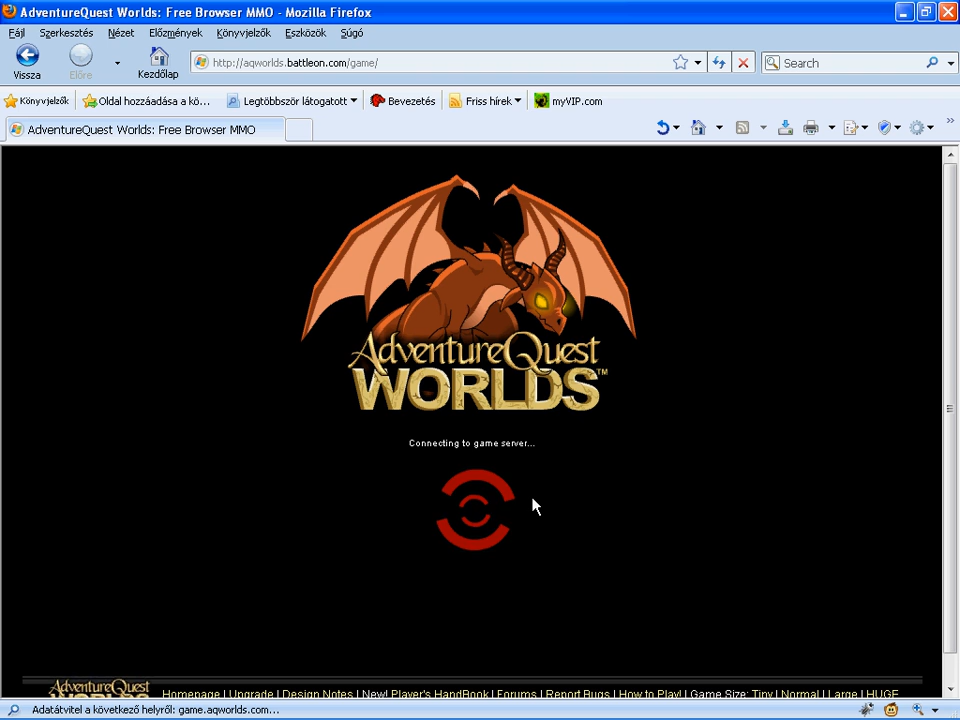 AdventureQuest Worlds: Free Browser MMO - Mozilla Firefox
Fájl Szerkesztés Nézet Előzmények Könyvjelzők Eszközök Súgó
Vissza Előre Kezdőlap http://aqworlds.battleon.com/game/ Search
Könyvjelzők Oldal hozzáadása a kö... Legtöbbször látogatott Bevezetés Friss hírek myVIP.com
AdventureQuest Worlds: Free Browser MMO
AdventureQuest
WORLDS™
Connecting to game server...
AdventureQuest
WORLDS
Homepage | Upgrade | Design Notes | New! Player's HandBook | Forums | Report Bugs | How to Play! | Game Size: Tiny | Normal | Large | HUGE
Adatátvitel a következő helyről: game.aqworlds.com...